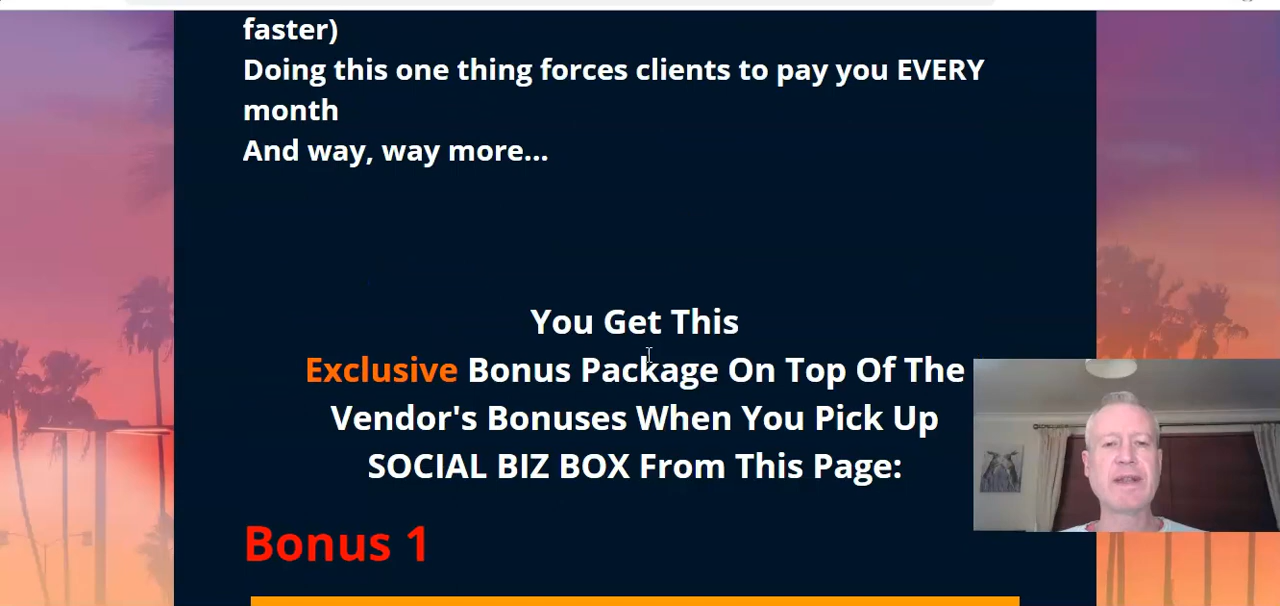 faster)
Doing this one thing forces clients to pay you EVERY
month
And way, way more...
You Get This
Exclusive Bonus Package On Top Of The
Vendor's Bonuses When You Pick Up
SOCIAL BIZ BOX From This Page:
Bonus 1